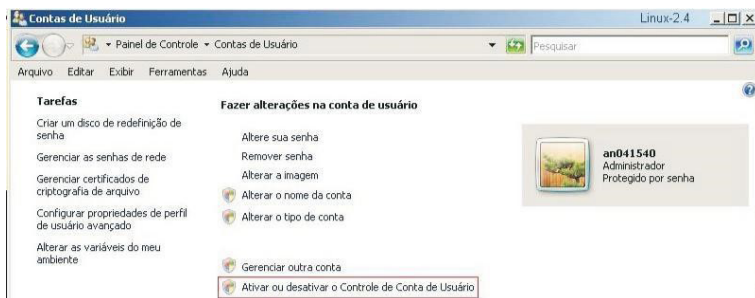 Contas de Usuário
Linux-2.4
Painel de Controle
Contas de Usuário
Pesquisar
Arquivo Editar Exibir Ferramentas Ajuda
Tarefas
Criar um disco de redefinição de
senha
Gerenciar as senhas de rede
Gerenciar certificados de
criptografia de arquivo
Configurar propriedades de perfil
de usuário avançado
Alterar as variáveis do meu
ambiente
Fazer alterações na conta de usuário
Altere sua senha
Remover senha
Alterar a imagem
Alterar o nome da conta
Alterar o tipo de conta
Gerenciar outra conta
Ativar ou desativar o Controle de Conta de Usuário
an041540
Administrador
Protegido por senha